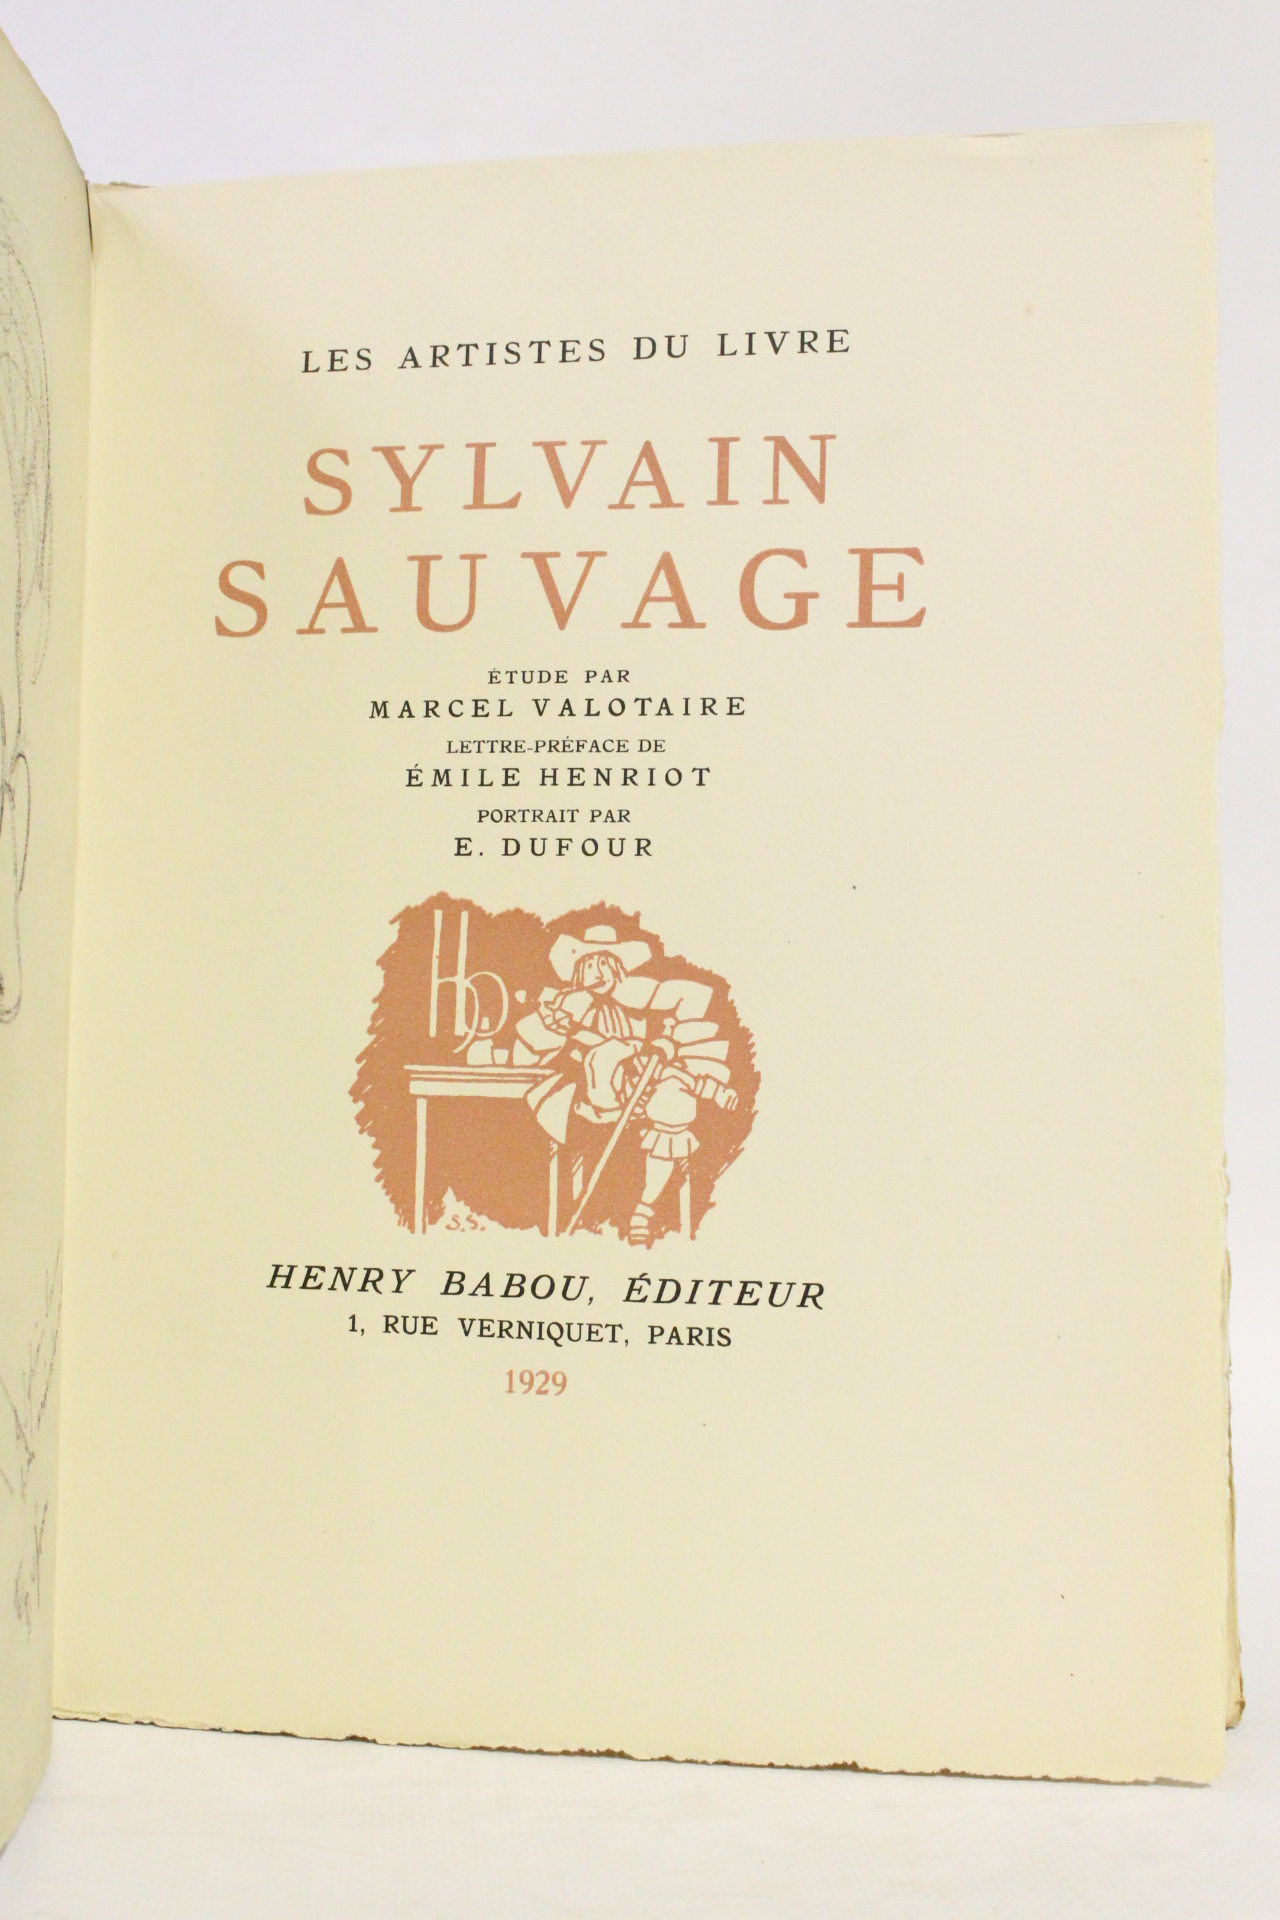 LES ARTISTES DU LIVRE
SYLVAIN
SAUVAGE
ÉTUDE PAR
MARCEL VALOTAIRE
LETTRE-PRÉFACE DE
ÉMILE HENRIOT
PORTRAIT PAR
E. DUFOUR
Hb
S.S.
HENRY BABOU, ÉDITEUR
1, RUE VERNIQUET, PARIS
1929